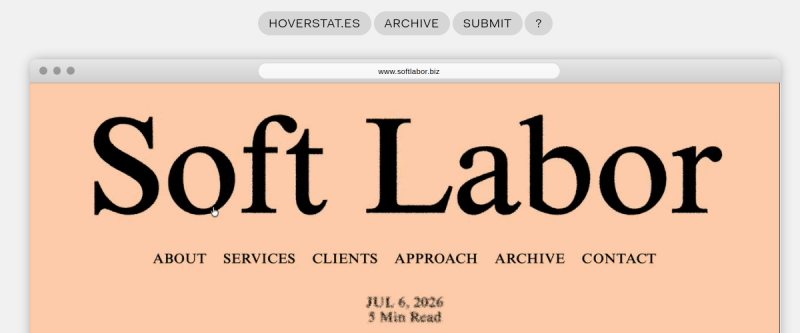 HOVERSTAT.ES ARCHIVE SUBMIT ?
www.softlabor.biz
Soft Labor
ABOUT SERVICES CLIENTS APPROACH ARCHIVE CONTACT
JUL 6, 2026
5 Min Read